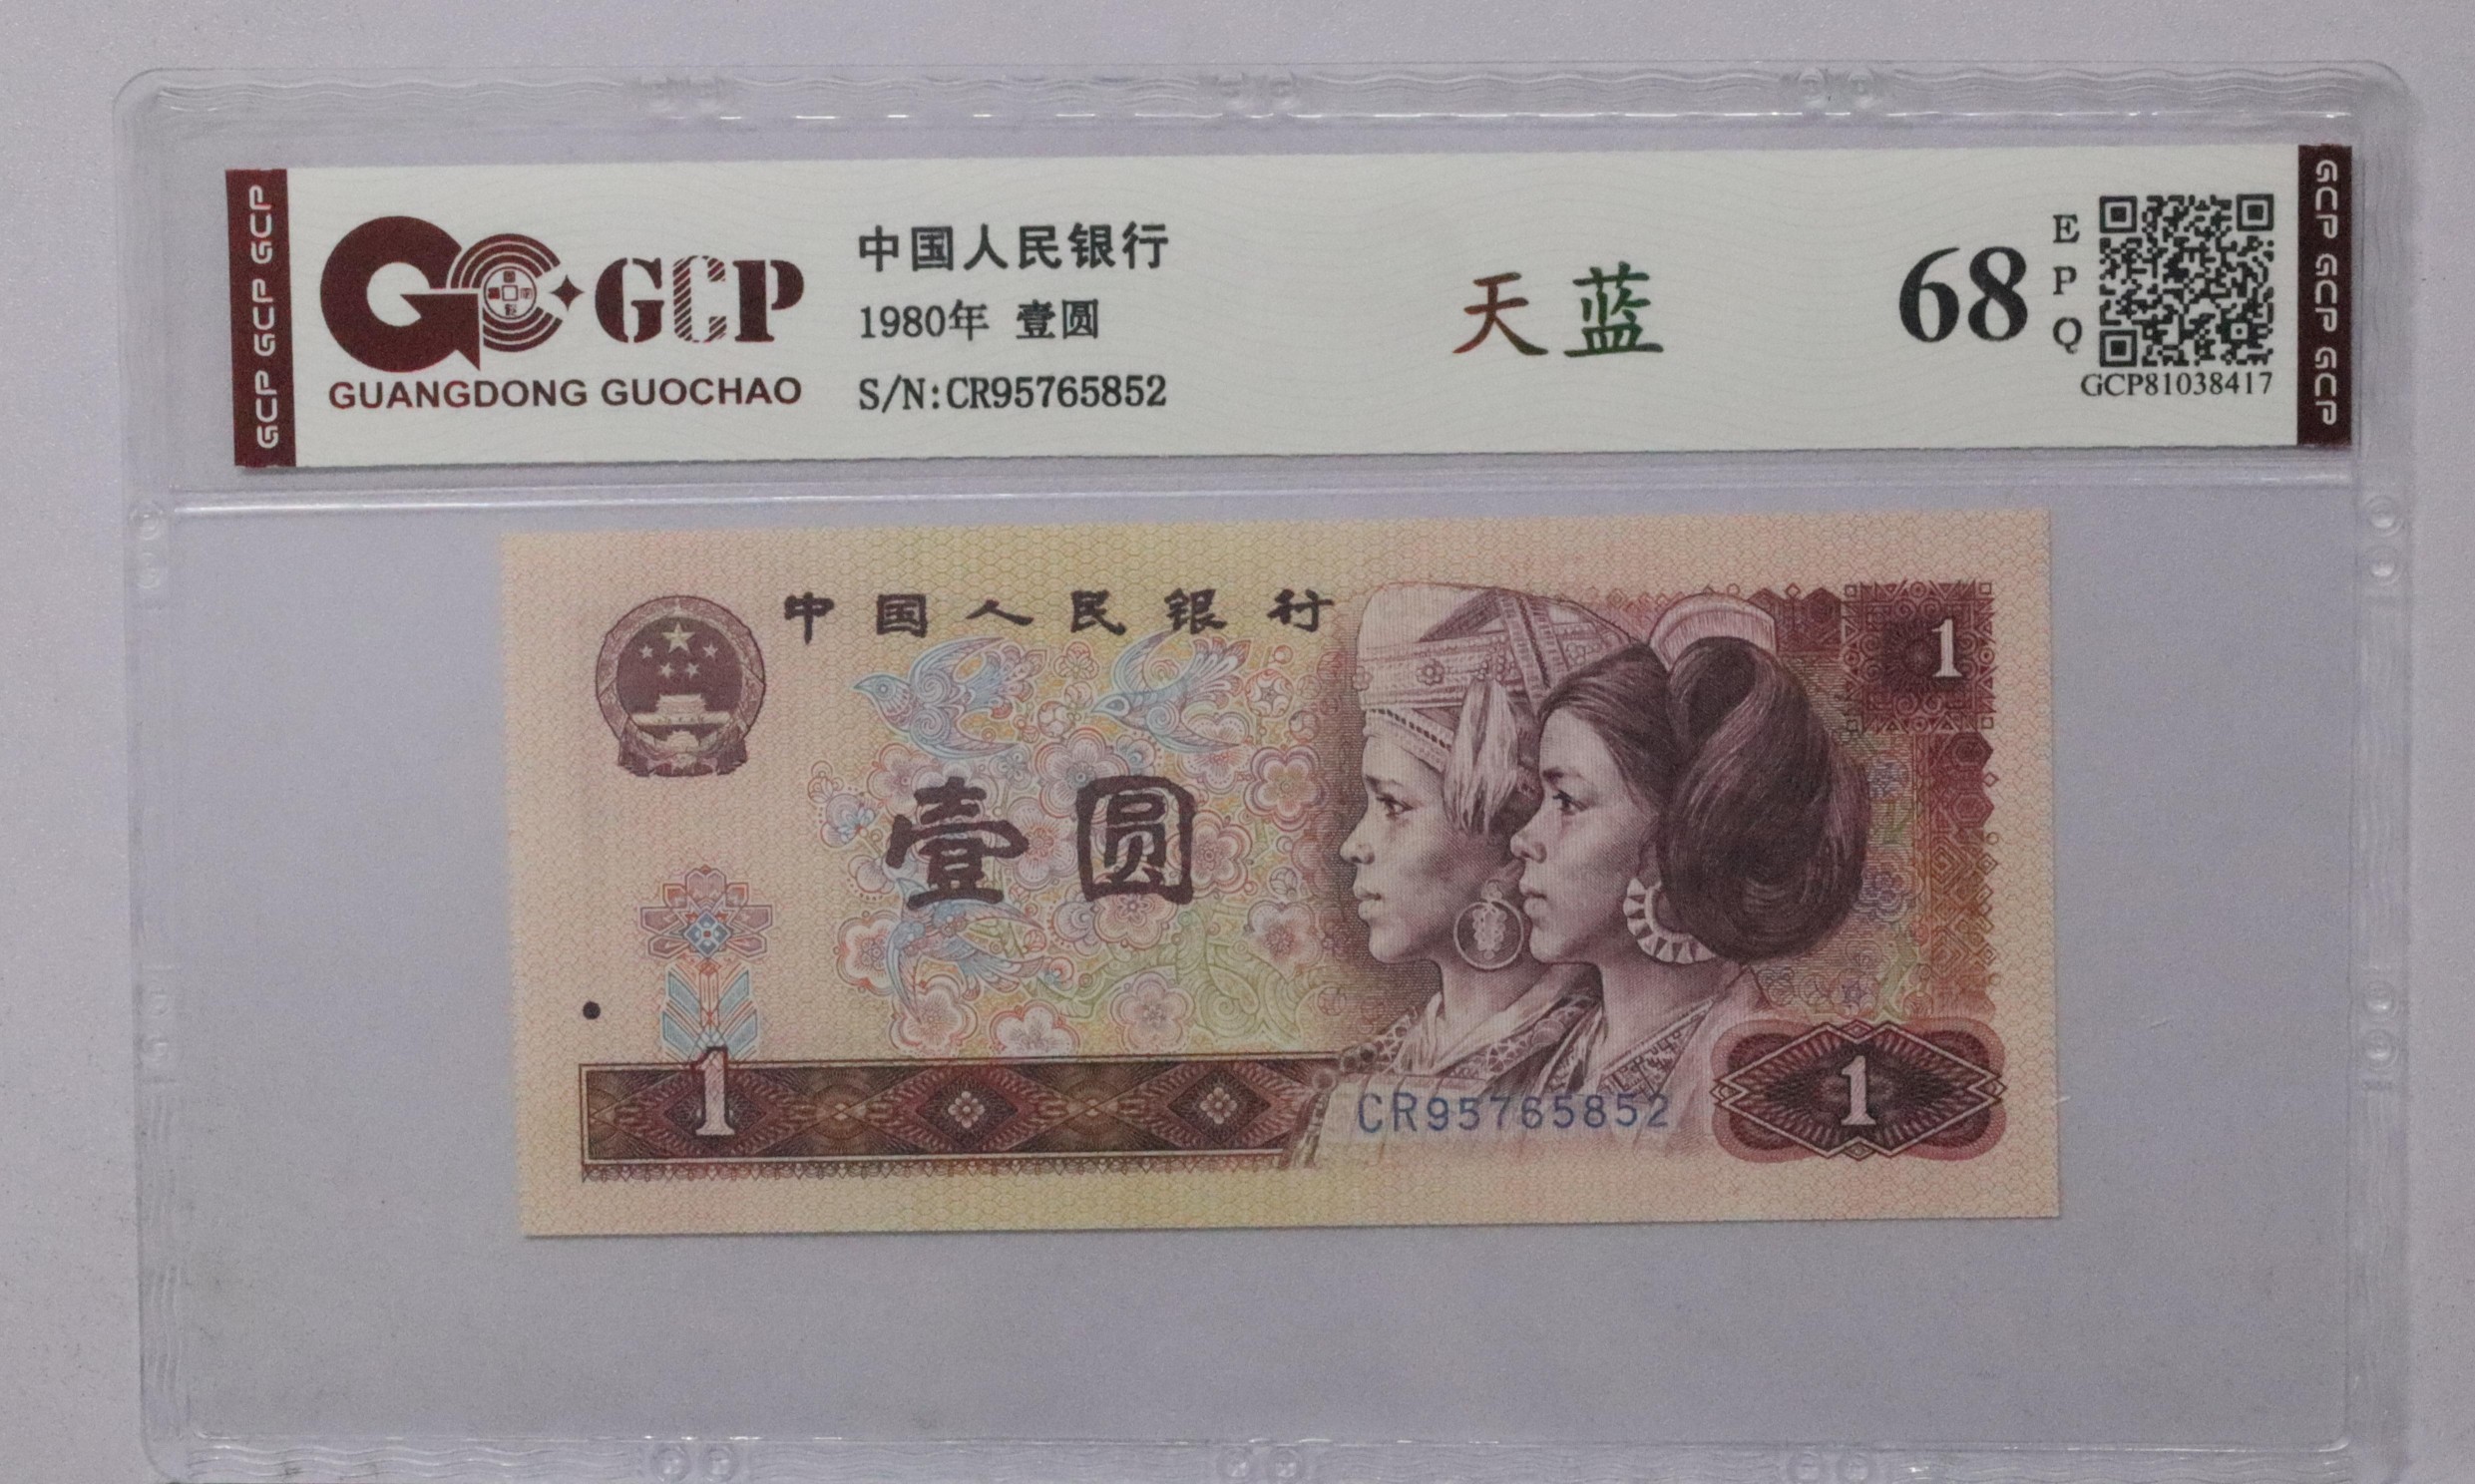 GCP GCP GCP
GCP
GUANGDONG GUOCHAO
中国人民银行
1980年 壹圆
S/N:CR95765852
天蓝
68
E
P
Q
GCP81038417
GCP GCP GCP
中国人民银行
1
壹圆
1
CR95765852
1